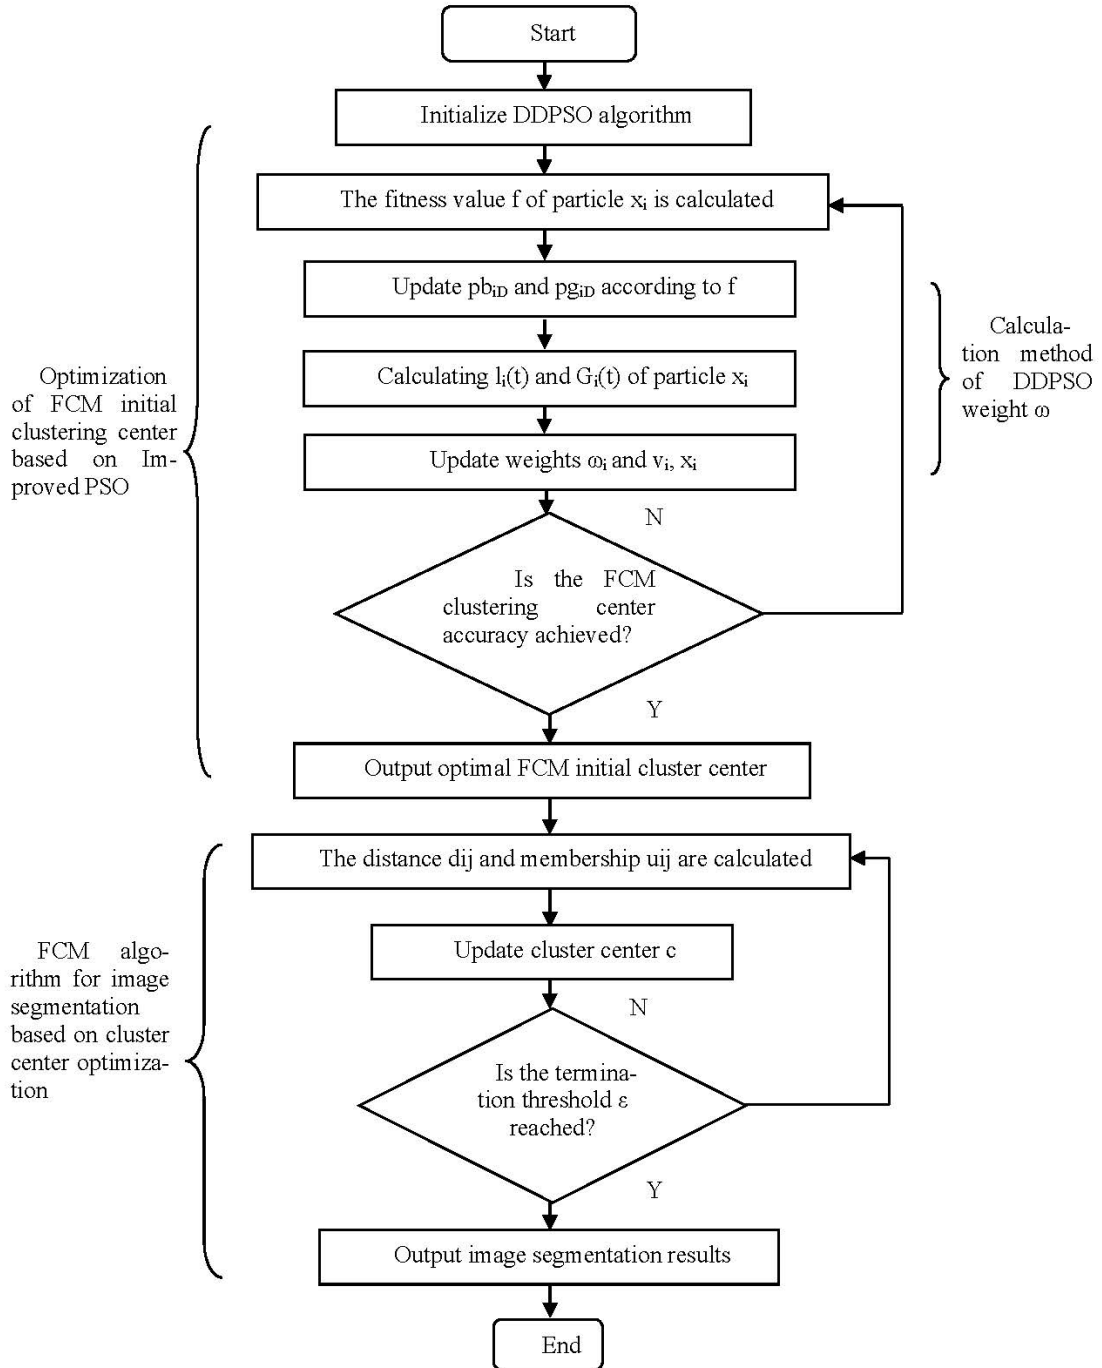 Start
Initialize DDPSO algorithm
The fitness value f of particle xᵢ is calculated
Update pbᵢD and pgᵢD according to f
Calculating lᵢ(t) and Gᵢ(t) of particle xᵢ
Update weights ωᵢ and vᵢ, xᵢ
N
Is the FCM
clustering center
accuracy achieved?
Y
Output optimal FCM initial cluster center
Optimization
of FCM initial
clustering center
based on Im-
proved PSO
Calcula-
tion method
of DDPSO
weight ω
The distance dij and membership uij are calculated
Update cluster center c
N
Is the termina-
tion threshold ε
reached?
Y
Output image segmentation results
FCM algo-
rithm for image
segmentation
based on cluster
center optimiza-
tion
End